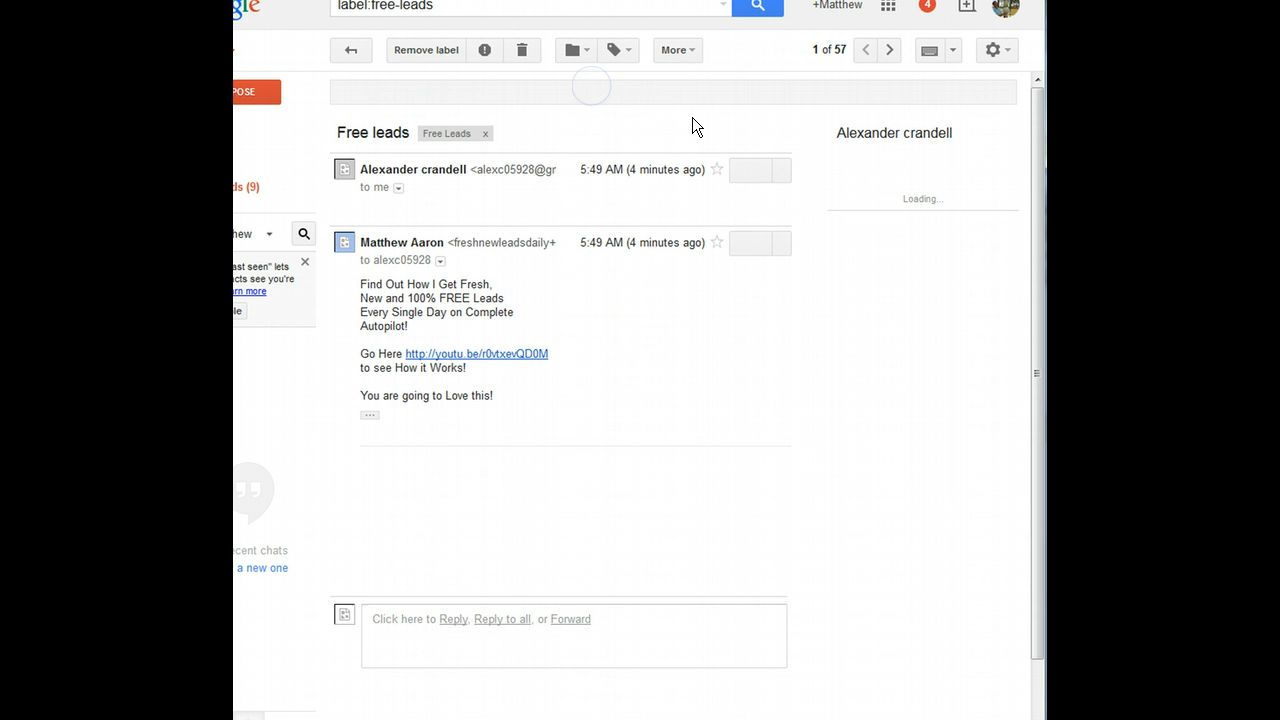 gle
label:free-leads
+Matthew
4
Remove label
More
1 of 57
POSE
Free leads
Free Leads x
Alexander crandell
Alexander crandell <alexc05928@gr
5:49 AM (4 minutes ago)
to me
ds (9)
Loading...
hew
Matthew Aaron <freshnewleadsdaily+
5:49 AM (4 minutes ago)
to alexc05928
ast seen" lets
cts see you're
rn more
le
Find Out How I Get Fresh,
New and 100% FREE Leads
Every Single Day on Complete
Autopilot!
Go Here http://youtu.be/r0vtxevQD0M
to see How it Works!
You are going to Love this!
ecent chats
a new one
Click here to Reply, Reply to all, or Forward